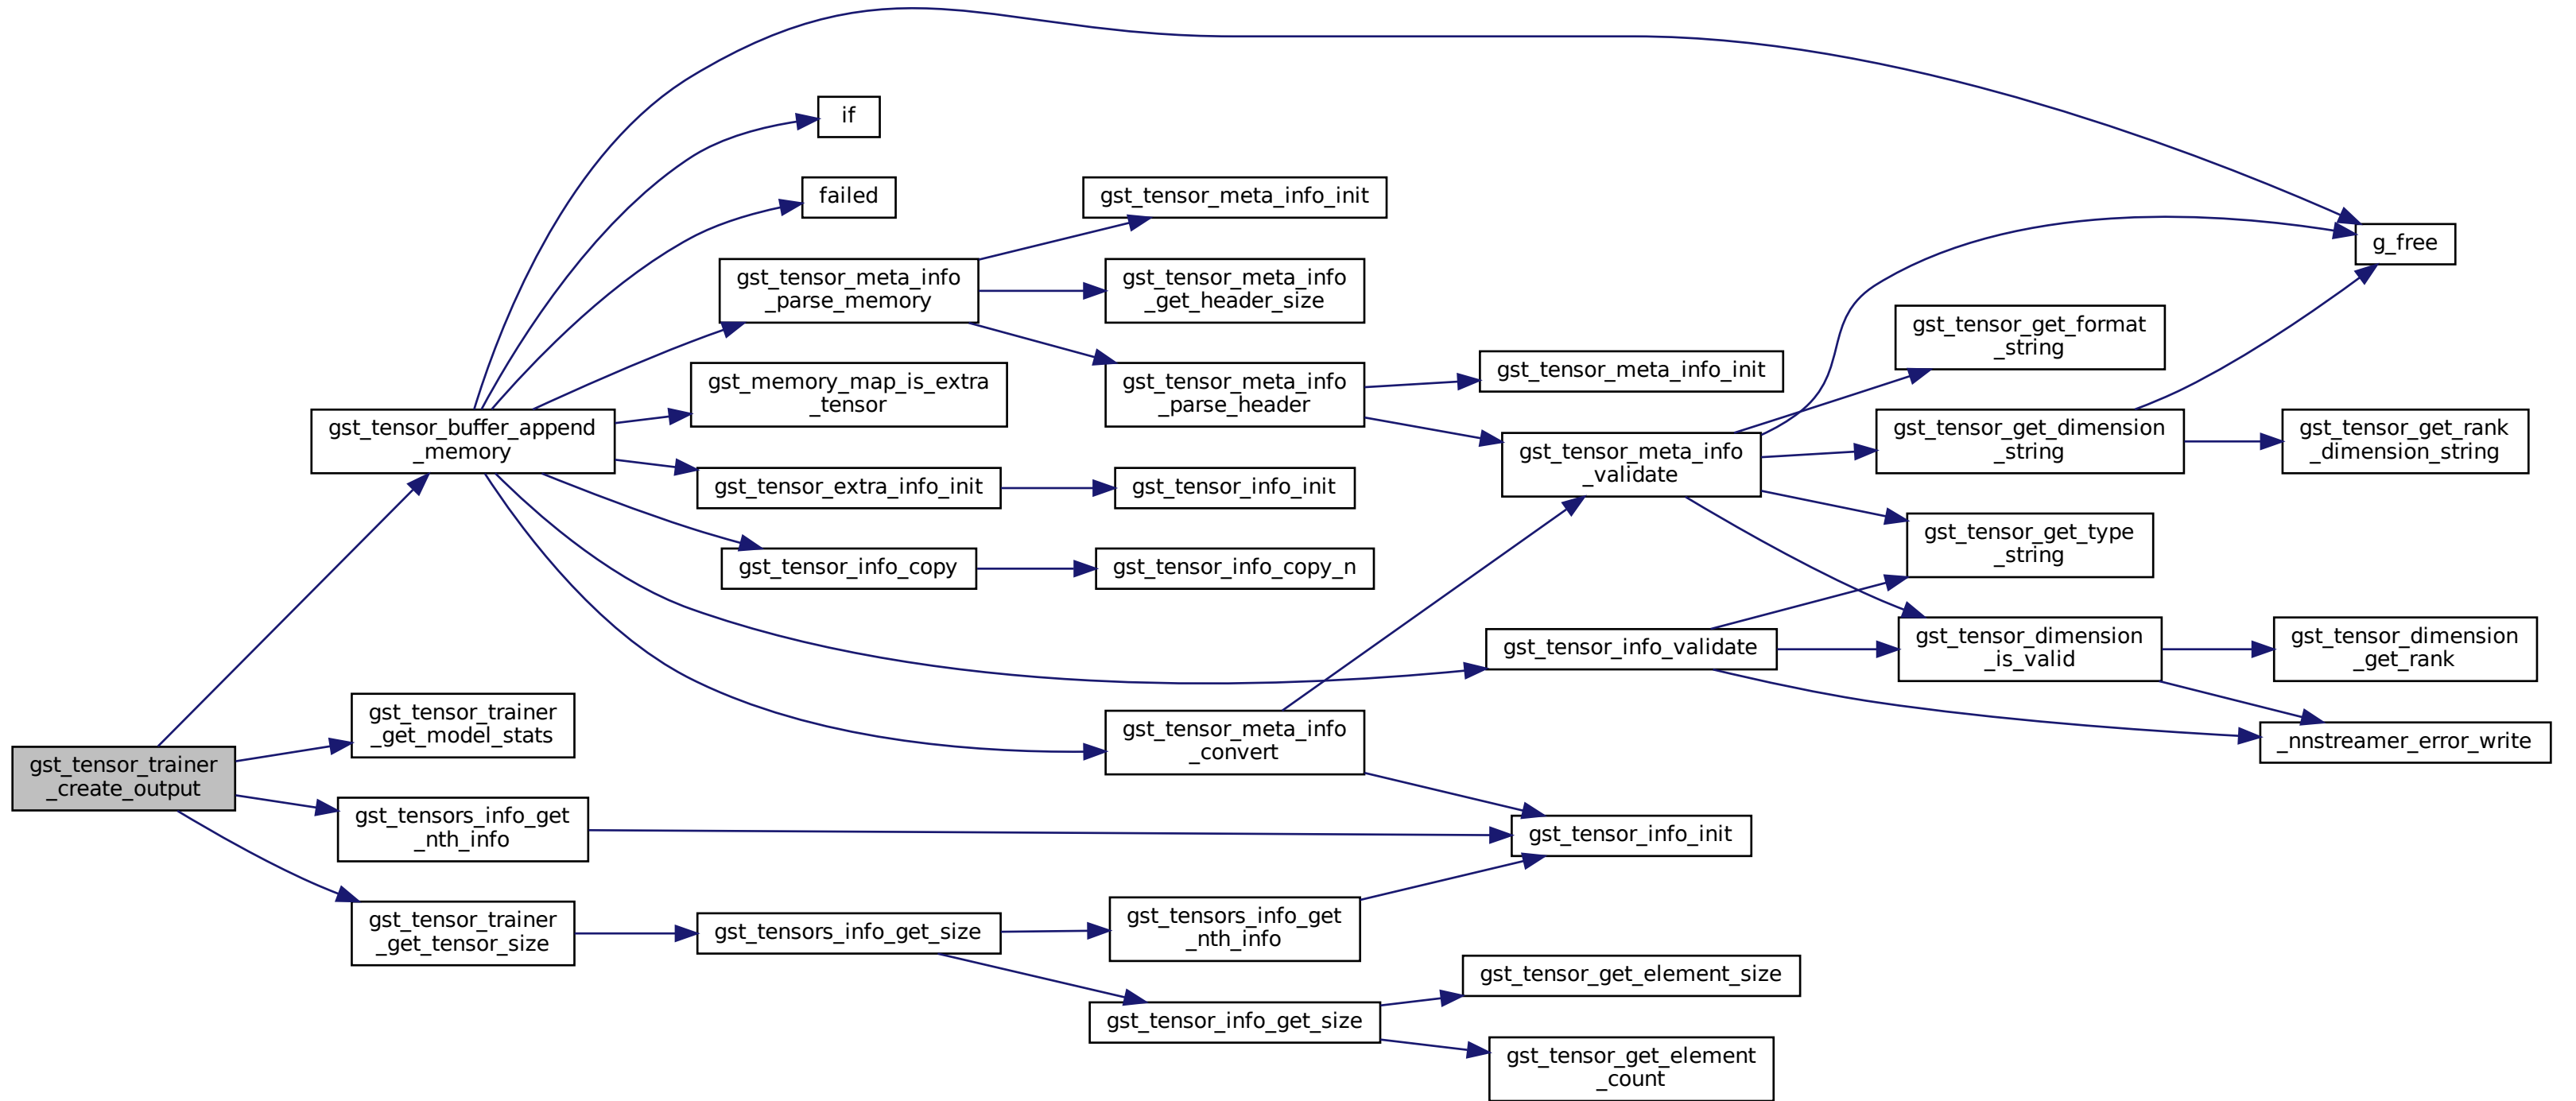 gst_tensor_trainer
_create_output
gst_tensor_buffer_append
_memory
gst_tensor_trainer
_get_model_stats
gst_tensors_info_get
_nth_info
gst_tensor_trainer
_get_tensor_size
if
failed
gst_tensor_meta_info
_parse_memory
gst_memory_map_is_extra
_tensor
gst_tensor_extra_info_init
gst_tensor_info_copy
gst_tensors_info_get_size
gst_tensor_meta_info_init
gst_tensor_meta_info
_get_header_size
gst_tensor_meta_info
_parse_header
gst_tensor_info_init
gst_tensor_info_copy_n
gst_tensor_meta_info
_convert
gst_tensors_info_get
_nth_info
gst_tensor_info_get_size
gst_tensor_meta_info_init
gst_tensor_meta_info
_validate
gst_tensor_info_validate
gst_tensor_info_init
gst_tensor_get_element_size
gst_tensor_get_element
_count
gst_tensor_get_format
_string
gst_tensor_get_dimension
_string
gst_tensor_get_type
_string
gst_tensor_dimension
_is_valid
g_free
gst_tensor_get_rank
_dimension_string
gst_tensor_dimension
_get_rank
_nnstreamer_error_write